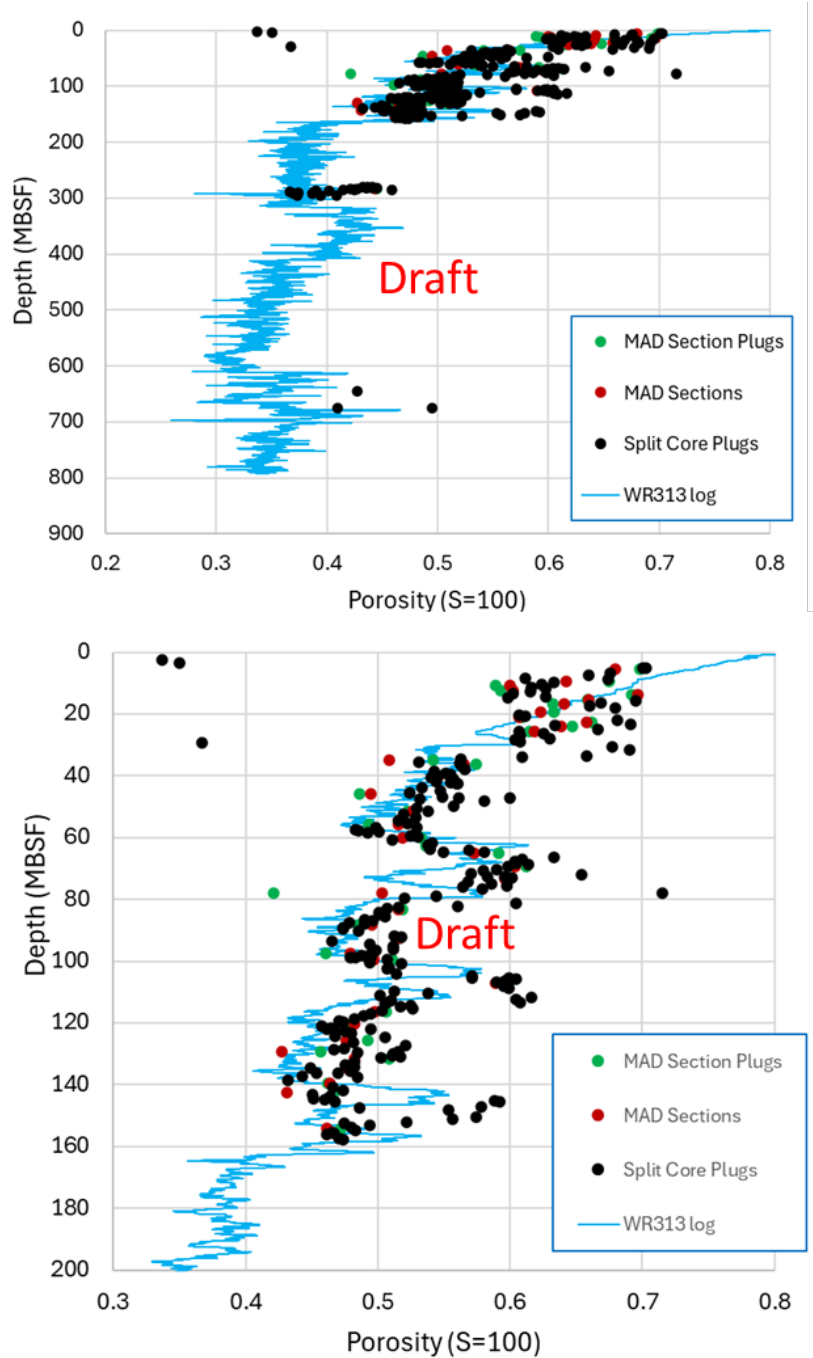 0
100
200
300
400
500
600
700
800
900
Depth (MBSF)
Draft
MAD Section Plugs
MAD Sections
Split Core Plugs
WR313 log
0.2 0.3 0.4 0.5 0.6 0.7 0.8
Porosity (S=100)
0
20
40
60
80
100
120
140
160
180
200
Depth (MBSF)
Draft
MAD Section Plugs
MAD Sections
Split Core Plugs
WR313 log
0.3 0.4 0.5 0.6 0.7 0.8
Porosity (S=100)